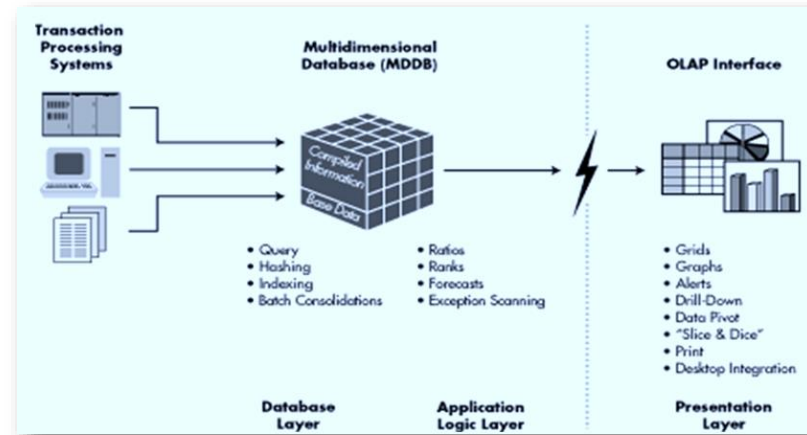 Transaction
Processing
Systems
Multidimensional
Database (MDDB)
OLAP Interface
Compiled
Information
Base Data
• Query
• Hashing
• Indexing
• Batch Consolidations
• Ratios
• Ranks
• Forecasts
• Exception Scanning
• Grids
• Graphs
• Alerts
• Drill-Down
• Data Pivot
• "Slice & Dice"
• Print
• Desktop Integration
Database
Layer
Application
Logic Layer
Presentation
Layer